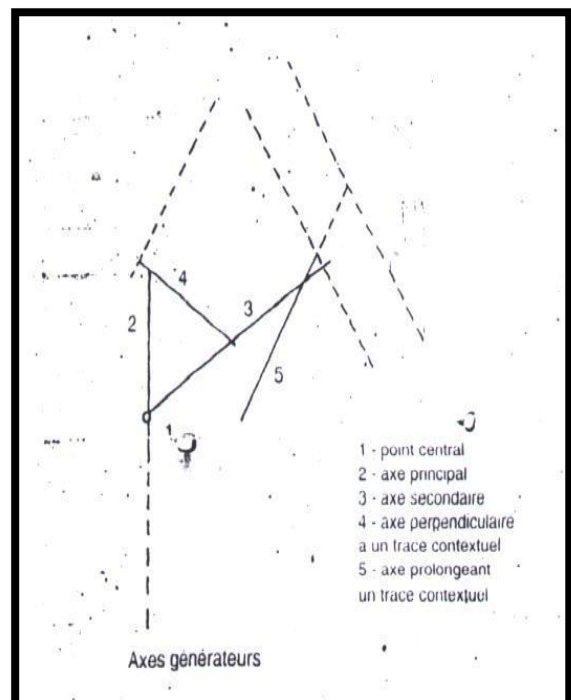 4
3
2
5
1
1 - point central
2 - axe principal
3 - axe secondaire
4 - axe perpendiculaire
a un trace contextuel
5 - axe prolongeant
un trace contextuel
Axes générateurs